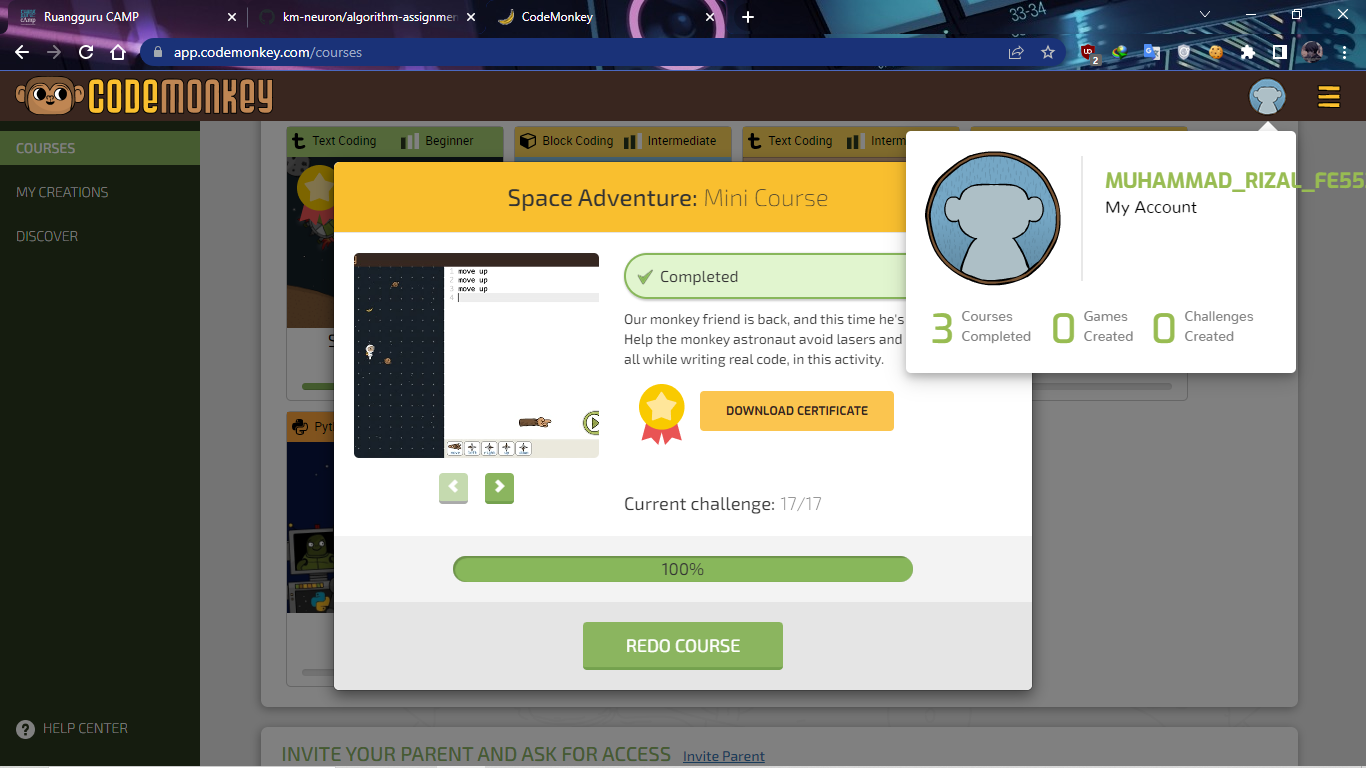 Ruangguru CAMP
km-neuron/algorithm-assignmen
CodeMonkey
app.codemonkey.com/courses
2
33-34
CODEMONKEY
COURSES
MY CREATIONS
DISCOVER
HELP CENTER
Text Coding Beginner
Block Coding Intermediate
Text Coding
Space Adventure: Mini Course
1 move up
2 move up
3 move up
4
Completed
Our monkey friend is back, and this time he's
Help the monkey astronaut avoid lasers and
all while writing real code, in this activity.
DOWNLOAD CERTIFICATE
Current challenge: 17/17
100%
REDO COURSE
MUHAMMAD_RIZAL_FE55
My Account
3 Courses Completed
0 Games Created
0 Challenges Created
INVITE YOUR PARENT AND ASK FOR ACCESS Invite Parent